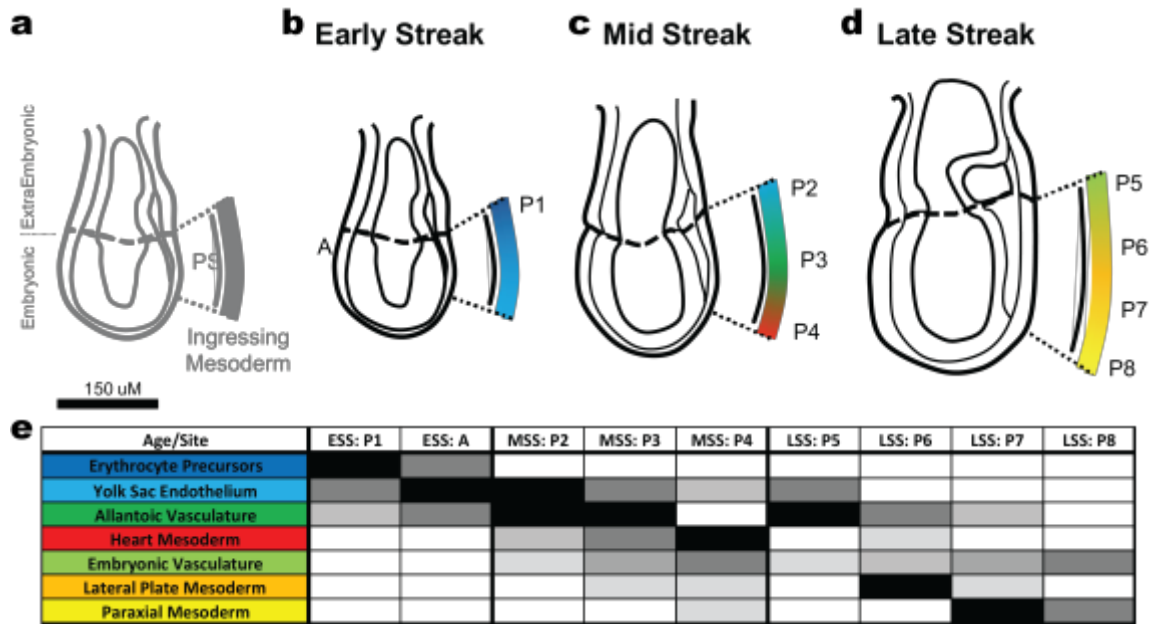 a
b Early Streak
c Mid Streak
d Late Streak
ExtraEmbryonic
Embryonic
PS
Ingressing
Mesoderm
150 uM
A
P1
P2
P3
P4
P5
P6
P7
P8
e
Age/Site ESS: P1 ESS: A MSS: P2 MSS: P3 MSS: P4 LSS: P5 LSS: P6 LSS: P7 LSS: P8
Erythrocyte Precursors
Yolk Sac Endothelium
Allantoic Vasculature
Heart Mesoderm
Embryonic Vasculature
Lateral Plate Mesoderm
Paraxial Mesoderm